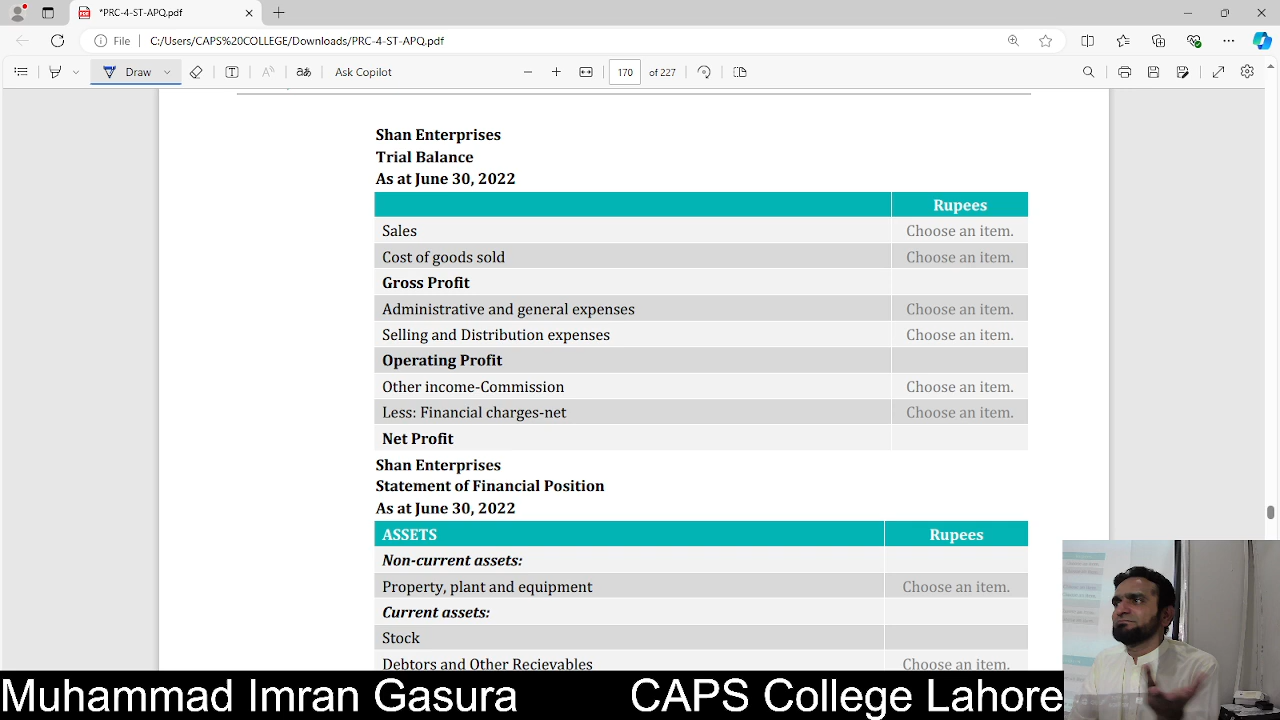 *PRC-4-ST-APQ.pdf
File C:/Users/CAPS%20COLLEGE/Downloads/PRC-4-ST-APQ.pdf
Draw Ask Copilot 170 of 227
Shan Enterprises
Trial Balance
As at June 30, 2022
Rupees
Sales Choose an item.
Cost of goods sold Choose an item.
Gross Profit
Administrative and general expenses Choose an item.
Selling and Distribution expenses Choose an item.
Operating Profit
Other income-Commission Choose an item.
Less: Financial charges-net Choose an item.
Net Profit
Shan Enterprises
Statement of Financial Position
As at June 30, 2022
ASSETS Rupees
Non-current assets:
Property, plant and equipment Choose an item.
Current assets:
Stock
Debtors and Other Recievables Choose an item.
Muhammad Imran Gasura CAPS College Lahore